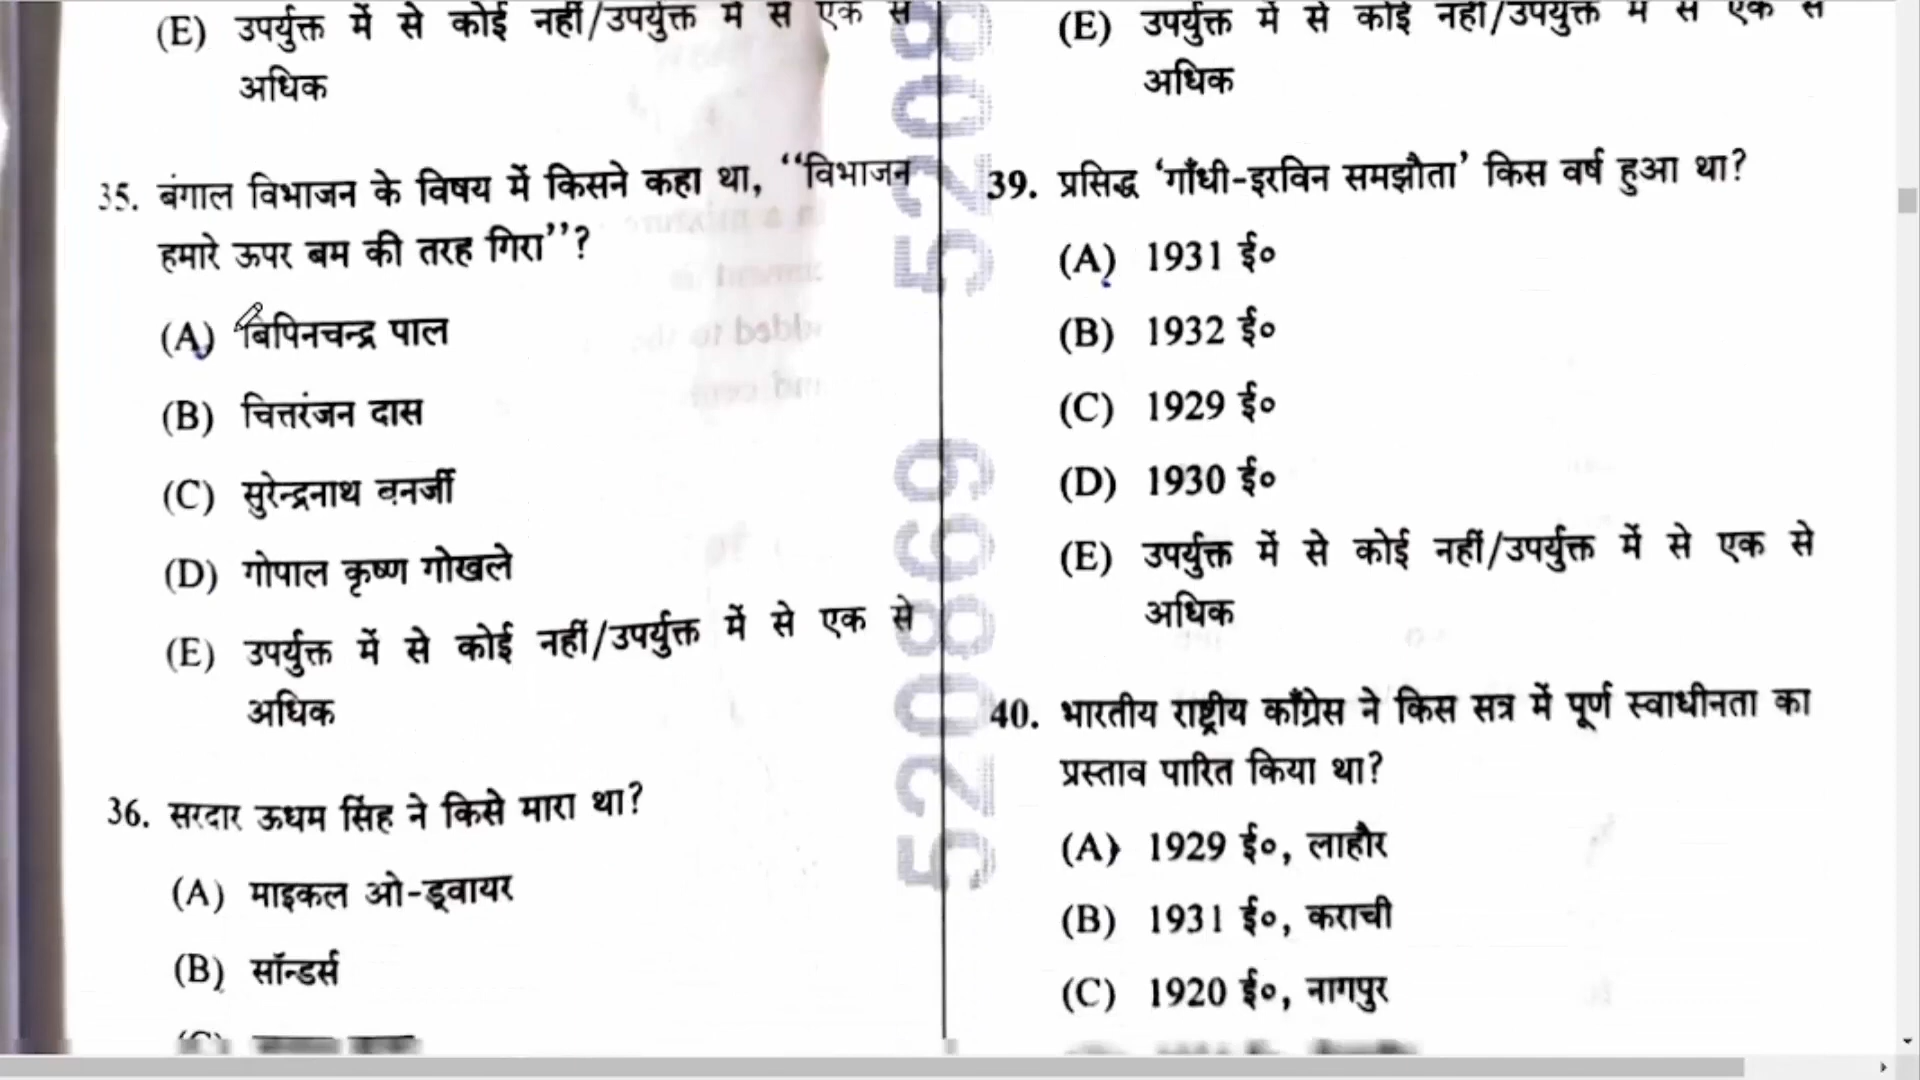 (E) उपर्युक्त में से कोई नहीं/उपर्युक्त में से एक से
अधिक
35. बंगाल विभाजन के विषय में किसने कहा था, “विभाजन
हमारे ऊपर बम की तरह गिरा”?
(A) बिपिनचन्द्र पाल
(B) चित्तरंजन दास
(C) सुरेन्द्रनाथ बनर्जी
(D) गोपाल कृष्ण गोखले
(E) उपर्युक्त में से कोई नहीं/उपर्युक्त में से एक से
अधिक
36. सरदार ऊधम सिंह ने किसे मारा था?
(A) माइकल ओ-ड्वायर
(B) सॉन्डर्स
520869 5208
(E) उपर्युक्त में से कोई नहीं/उपर्युक्त में से एक से
अधिक
39. प्रसिद्ध ‘गाँधी-इरविन समझौता’ किस वर्ष हुआ था?
(A) 1931 ई०
(B) 1932 ई०
(C) 1929 ई०
(D) 1930 ई०
(E) उपर्युक्त में से कोई नहीं/उपर्युक्त में से एक से
अधिक
40. भारतीय राष्ट्रीय काँग्रेस ने किस सत्र में पूर्ण स्वाधीनता का
प्रस्ताव पारित किया था?
(A) 1929 ई०, लाहौर
(B) 1931 ई०, कराची
(C) 1920 ई०, नागपुर